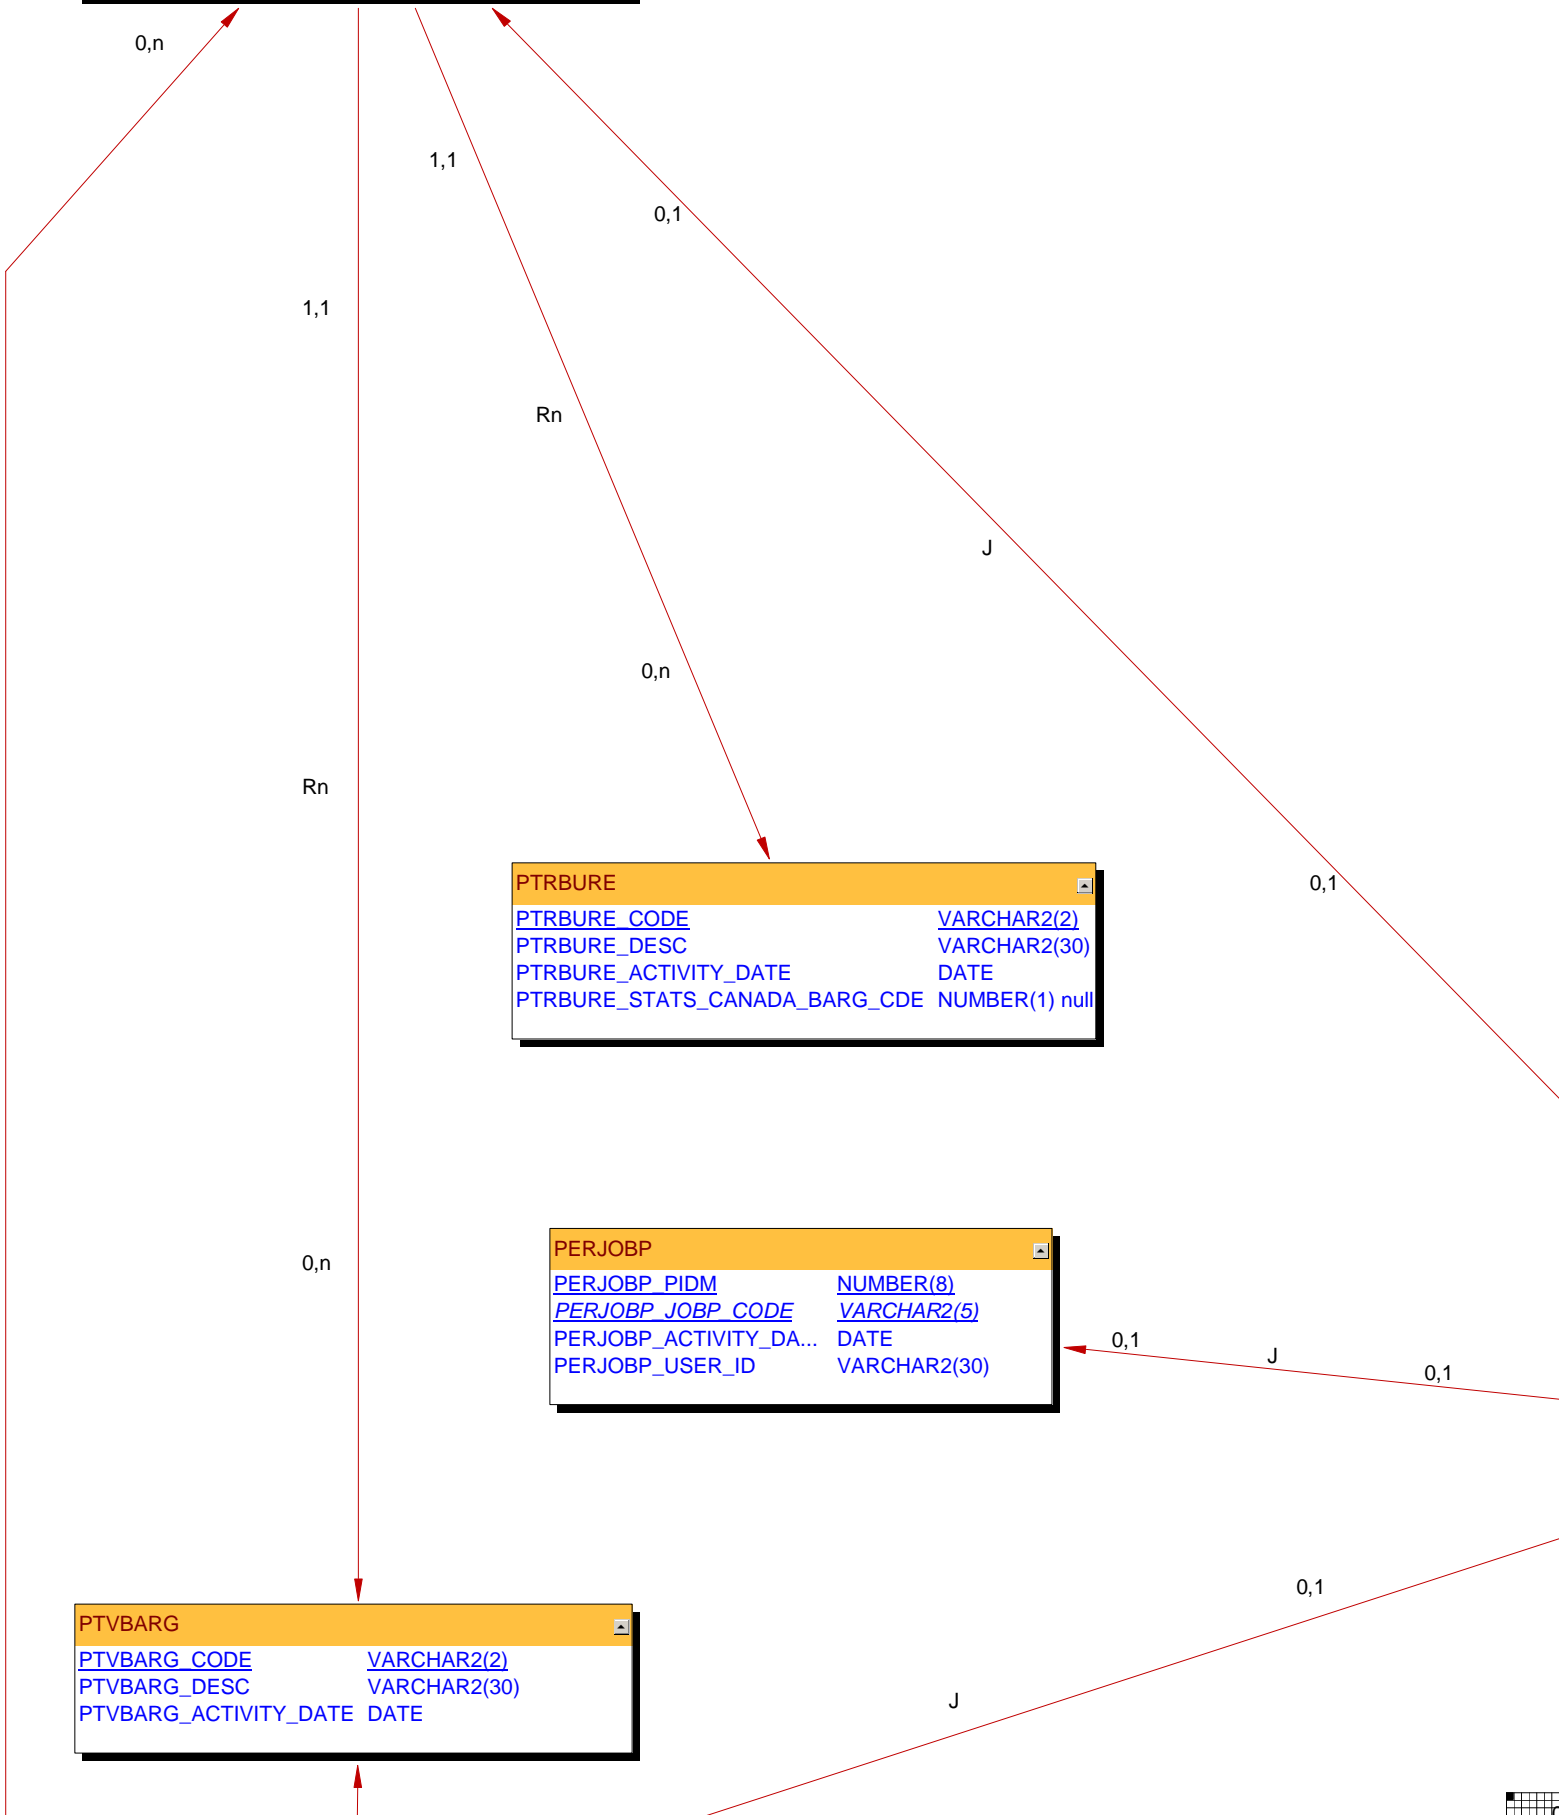 0,n
1,1
0,1
1,1
Rn
J
0,n
Rn
PTRBURE
PTRBURE_CODE VARCHAR2(2)
PTRBURE_DESC VARCHAR2(30)
PTRBURE_ACTIVITY_DATE DATE
PTRBURE_STATS_CANADA_BARG_CDE NUMBER(1) null
0,1
0,n
PERJOBP
PERJOBP_PIDM NUMBER(8)
PERJOBP_JOBP_CODE VARCHAR2(5)
PERJOBP_ACTIVITY_DA... DATE
PERJOBP_USER_ID VARCHAR2(30)
0,1
J
0,1
0,1
PTVBARG
PTVBARG_CODE VARCHAR2(2)
PTVBARG_DESC VARCHAR2(30)
PTVBARG_ACTIVITY_DATE DATE
J